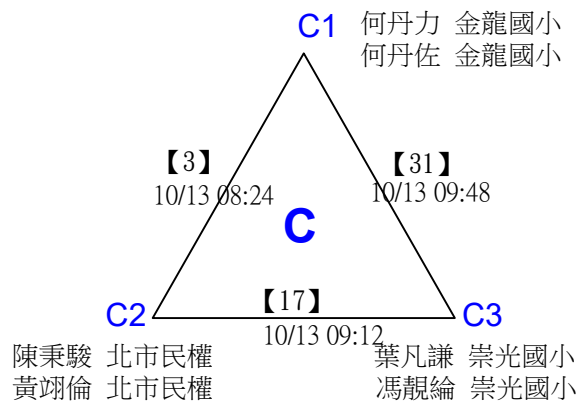 C1 何丹力 金龍國小
何丹佐 金龍國小
【3】 【31】
10/13 08:24 10/13 09:48
C
【17】
C2 C3
10/13 09:12
陳秉駿 北市民權 葉凡謙 崇光國小
黃翊倫 北市民權 馮靚綸 崇光國小